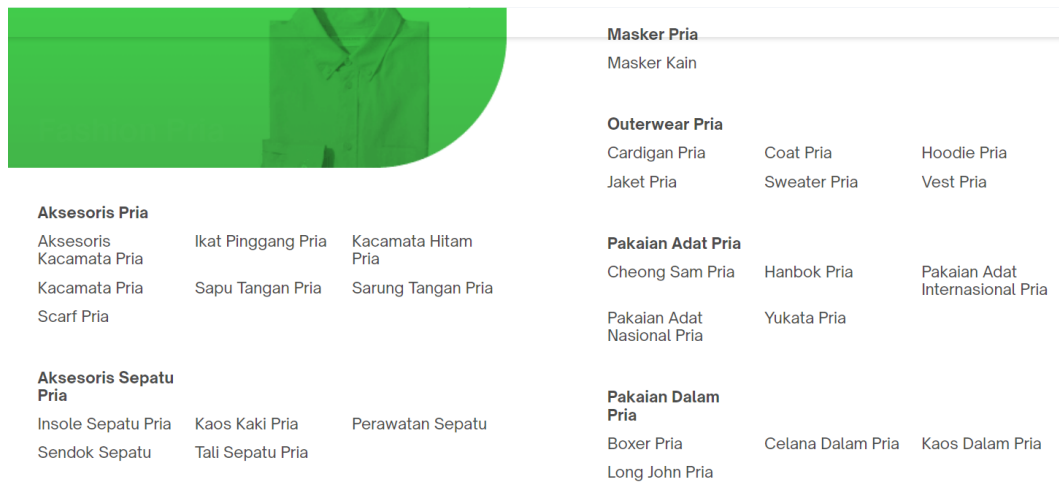 Aksesoris Pria
Aksesoris Kacamata Pria
Ikat Pinggang Pria
Kacamata Hitam Pria
Kacamata Pria
Sapu Tangan Pria
Sarung Tangan Pria
Scarf Pria
Aksesoris Sepatu Pria
Insole Sepatu Pria
Kaos Kaki Pria
Perawatan Sepatu
Sendok Sepatu
Tali Sepatu Pria
Masker Pria
Masker Kain
Outerwear Pria
Cardigan Pria
Coat Pria
Hoodie Pria
Jaket Pria
Sweater Pria
Vest Pria
Pakaian Adat Pria
Cheong Sam Pria
Hanbok Pria
Pakaian Adat Internasional Pria
Pakaian Adat Nasional Pria
Yukata Pria
Pakaian Dalam Pria
Boxer Pria
Celana Dalam Pria
Kaos Dalam Pria
Long John Pria